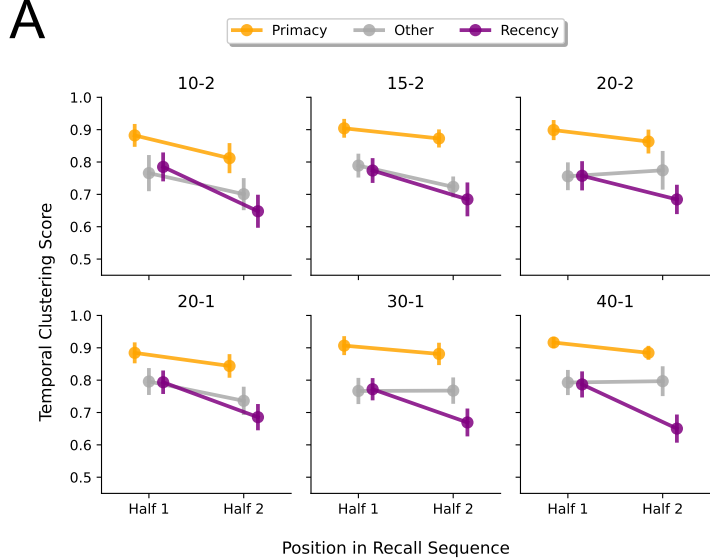 A
Primacy Other Recency
10-2 15-2 20-2
1.0
0.9
0.8
0.7
0.6
0.5
Temporal Clustering Score
20-1 30-1 40-1
1.0
0.9
0.8
0.7
0.6
0.5
Half 1 Half 2 Half 1 Half 2 Half 1 Half 2
Position in Recall Sequence